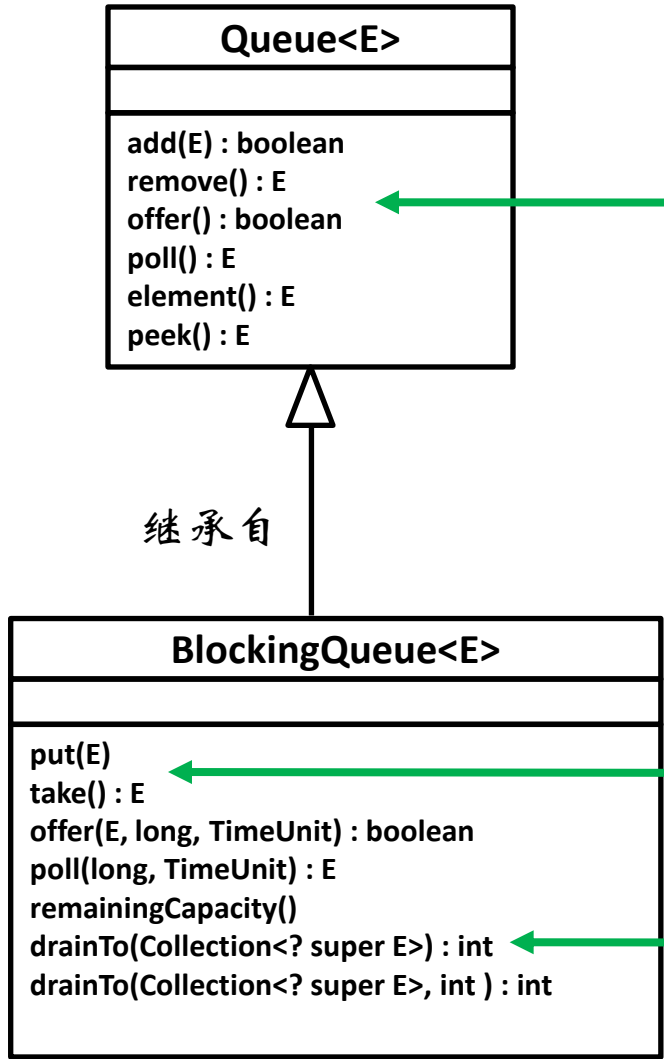 Queue<E>
add(E) : boolean
remove() : E
offer() : boolean
poll() : E
element() : E
peek() : E
继承自
BlockingQueue<E>
put(E)
take() : E
offer(E, long, TimeUnit) : boolean
poll(long, TimeUnit) : E
remainingCapacity()
drainTo(Collection<? super E>) : int
drainTo(Collection<? super E>, int ) : int